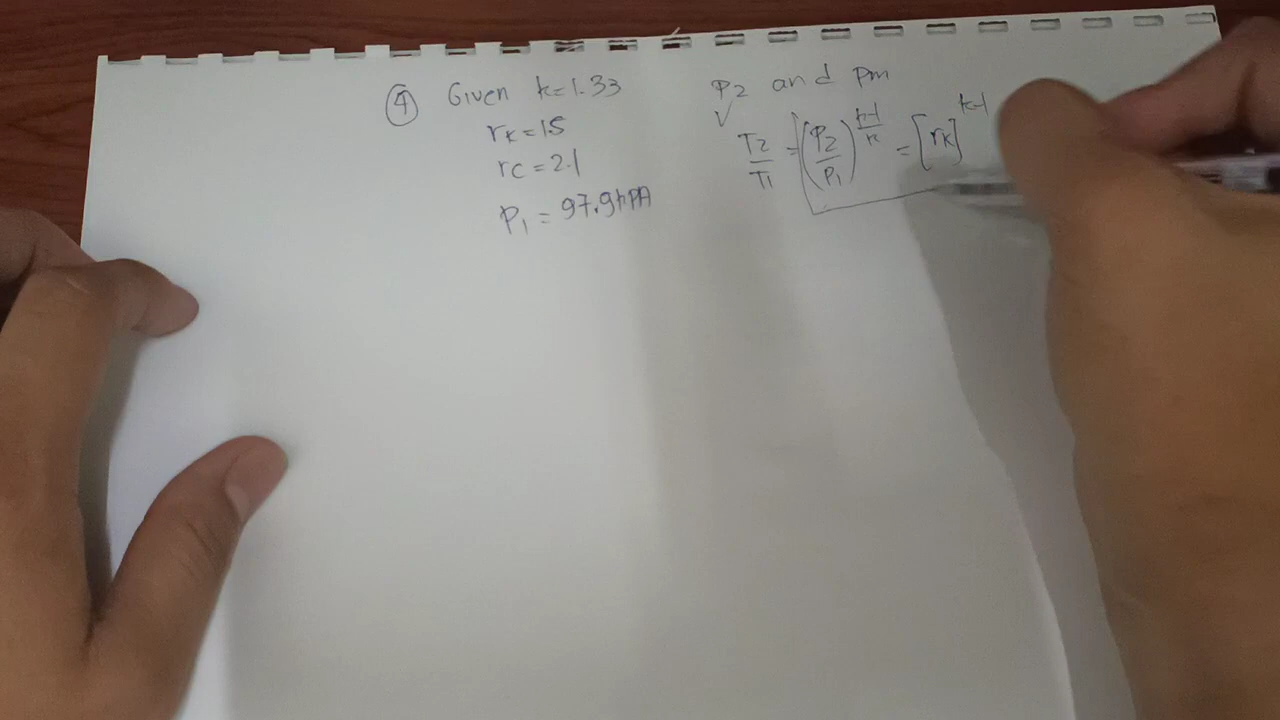 ④ Given k=1.33
rk=15
rc=2.1
P1 = 97.9kPA
P2 and Pm
✓
T2/T1 = (P2/P1)^(k-1/k) = [rk]^k-1